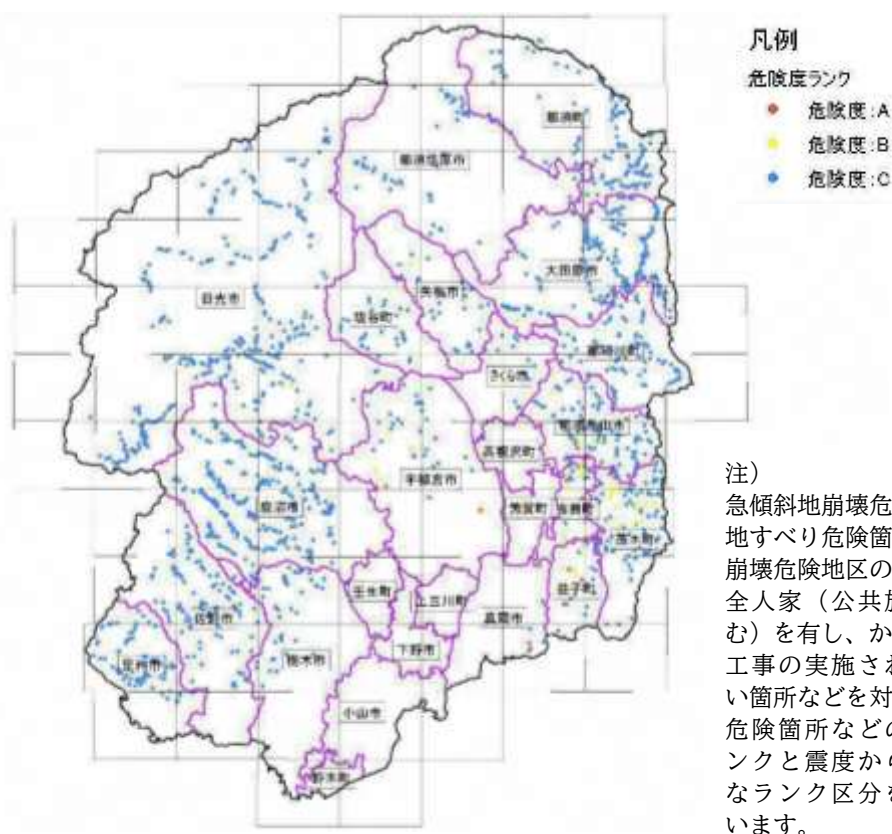 凡例
危険度ランク
危険度:A
危険度:B
危険度:C
那須町
那須塩原市
大田原市
日光市
矢板市
塩谷町
那珂川町
さくら市
那須烏山市
高根沢町
宇都宮市
鹿沼市
芳賀町
市貝町
茂木町
壬生町
上三川町
益子町
真岡市
佐野市
足利市
栃木市
下野市
小山市
野木町
注)
急傾斜地崩壊危
地すべり危険箇
崩壊危険地区の
全人家(公共施
む)を有し、か
工事の実施され
い箇所などを対
危険箇所などの
ンクと震度から
なランク区分を
います。